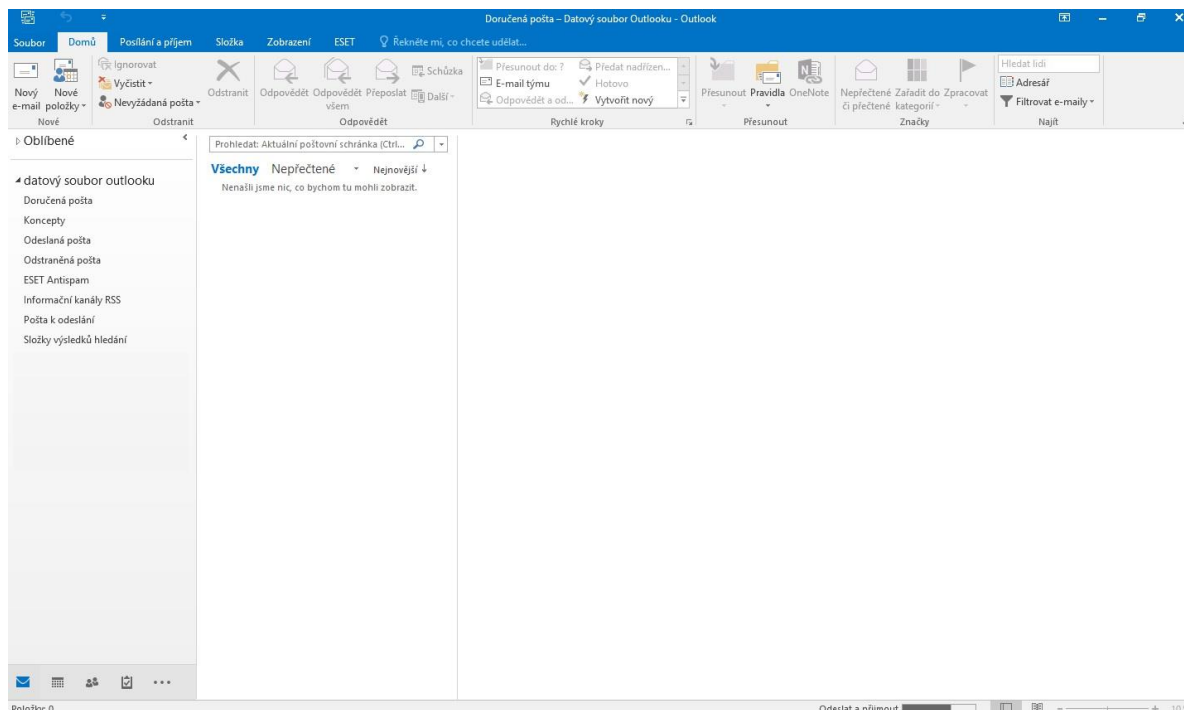 Doručená pošta – Datový soubor Outlooku - Outlook
Soubor Domů Posílání a příjem Složka Zobrazení ESET Řekněte mi, co chcete udělat...
Nový e-mail
Nové položky
Nové
Ignorovat
Vyčistit
Nevyžádaná pošta
Odstranit
Odstranit
Odpovědět
Odpovědět všem
Přeposlat
Schůzka
Další
Odpovědět
Přesunout do: ?
E-mail týmu
Odpovědět a od...
Předat nadřízen...
Hotovo
Vytvořit nový
Rychlé kroky
Přesunout
Pravidla
OneNote
Přesunout
Nepřečtené či přečtené
Zařadit do kategorií
Zpracovat
Značky
Hledat lidi
Adresář
Filtrovat e-maily
Najít
Oblíbené
datový soubor outlooku
Doručená pošta
Koncepty
Odeslaná pošta
Odstraněná pošta
ESET Antispam
Informační kanály RSS
Pošta k odeslání
Složky výsledků hledání
Prohledat: Aktuální poštovní schránka (Ctrl...
Všechny Nepřečtené Nejnovější ↓
Nenašli jsme nic, co bychom tu mohli zobrazit.
Položky: 0
Odeslat a přijmout